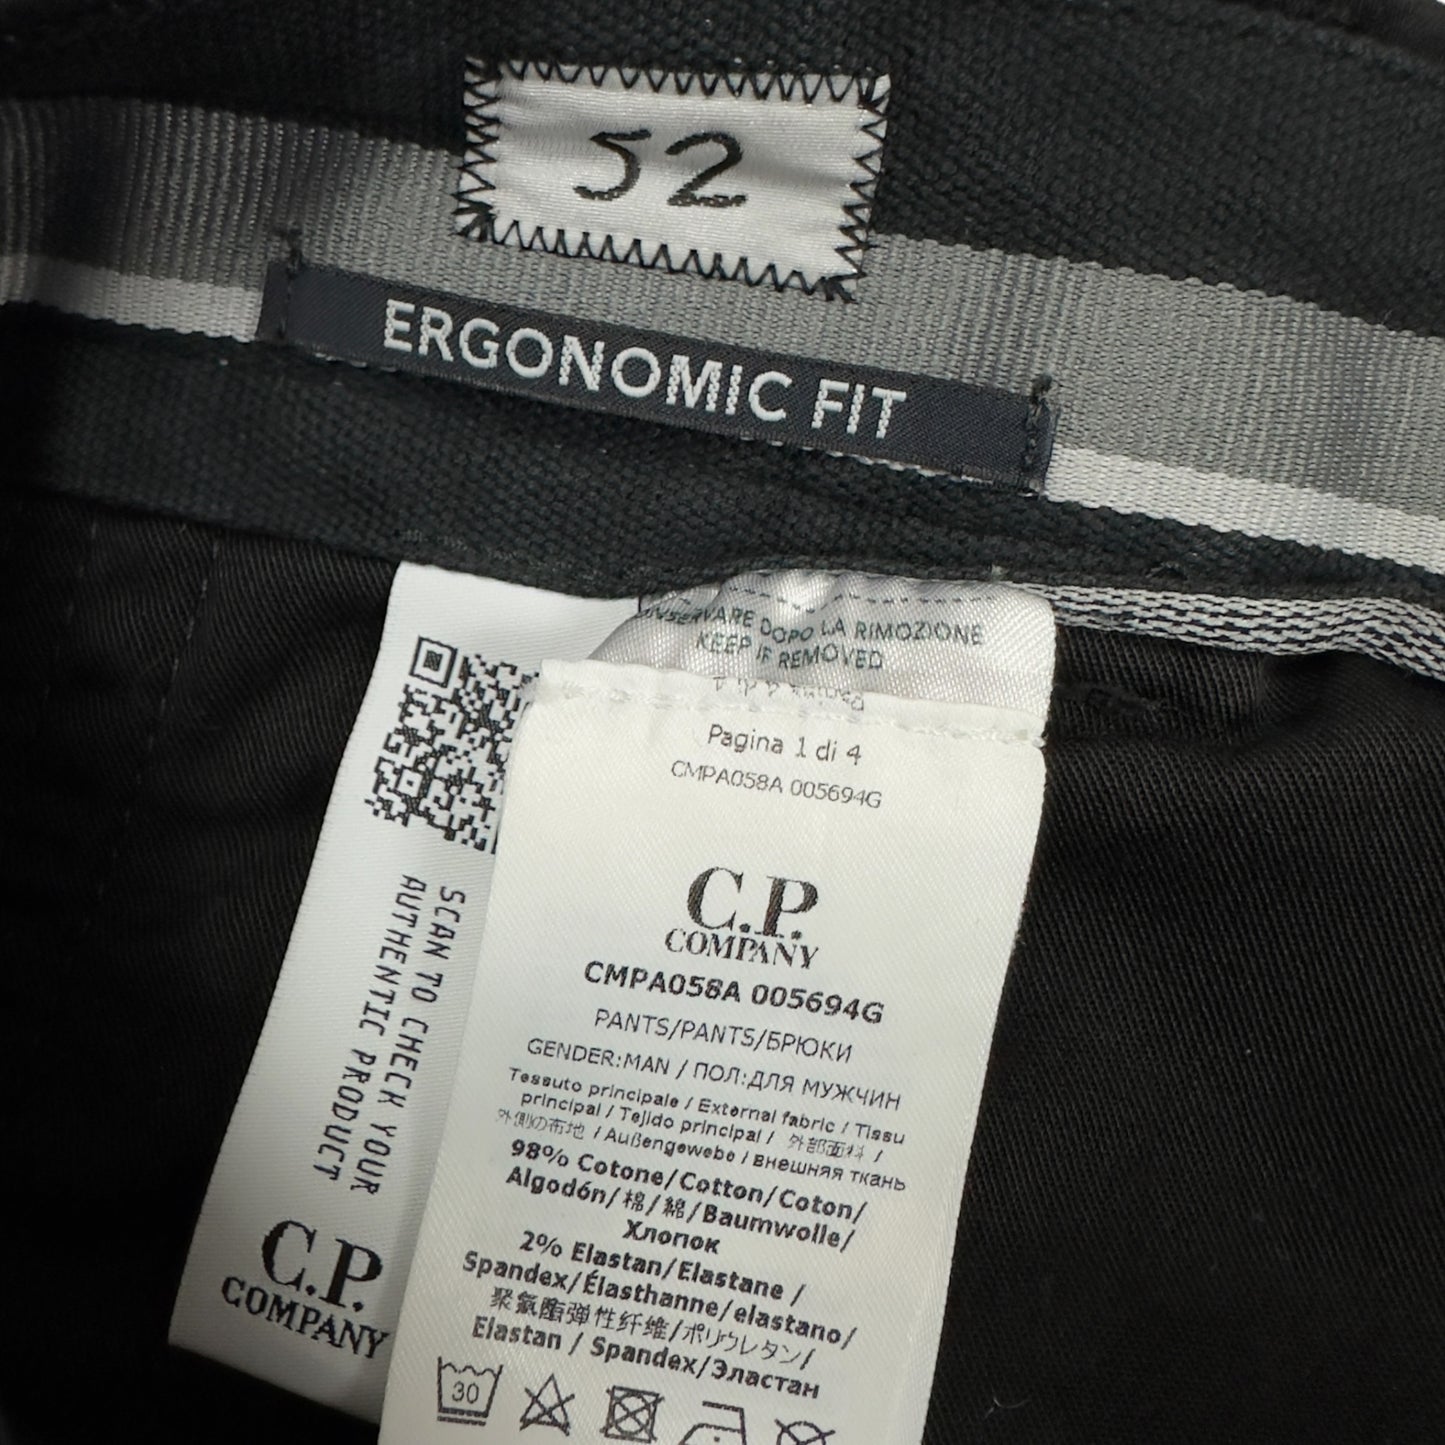 52
ERGONOMIC FIT
CONSERVARE DOPO LA RIMOZIONE
KEEP IF REMOVED
Pagina 1 di 4
CMPA058A 005694G
C.P.
COMPANY
CMPA058A 005694G
PANTS/PANTS/БРЮКИ
GENDER:MAN / ПОЛ:ДЛЯ МУЖЧИН
Tessuto principale / External fabric / Tissu
principal / Tejido principal / 外部面料 /
外側の布地 / Außengewebe / внешняя ткань
98% Cotone/Cotton/Coton/
Algodón/棉/綿/Baumwolle/
Хлопок
2% Elastan/Elastane /
Spandex/Élasthanne/elastano/
聚氨酯弹性纤维/ポリウレタン/
Elastan / Spandex/Эластан
30
SCAN TO CHECK YOUR
AUTHENTIC PRODUCT
C.P.
COMPANY